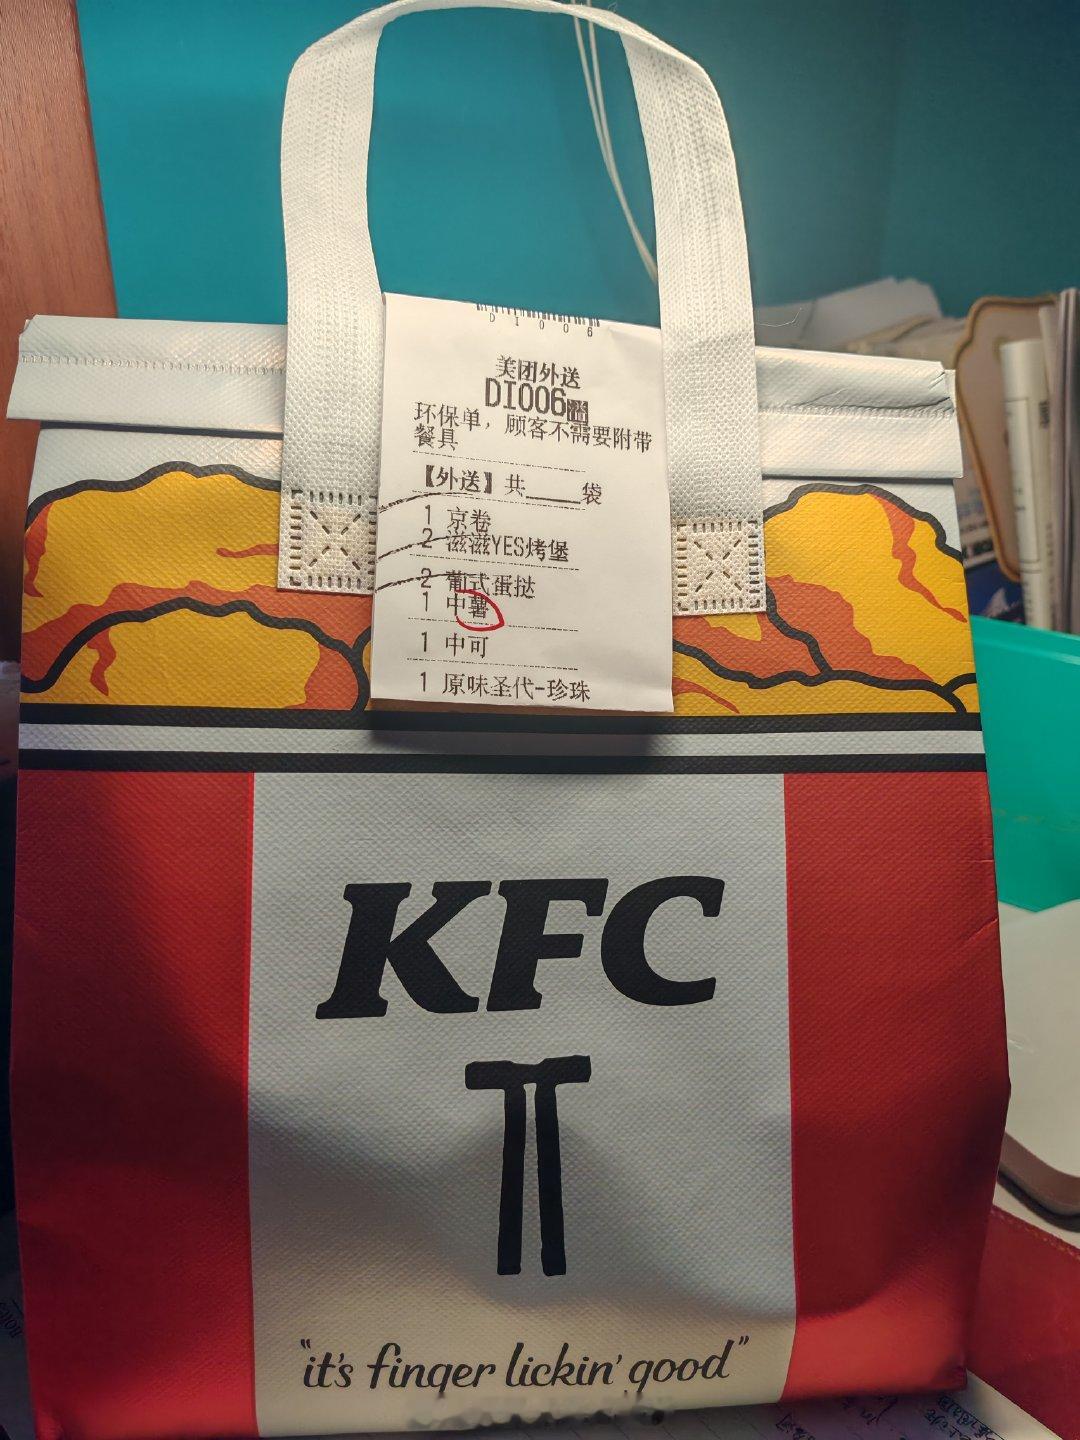 DI006
美团外送
DI006
环保单，顾客不需要附带
餐具
【外送】共____袋
1 京卷
2 滋滋YES烤堡
2 葡式蛋挞
1 中薯
1 中可
1 原味圣代-珍珠
KFC
"it's finger lickin' good"